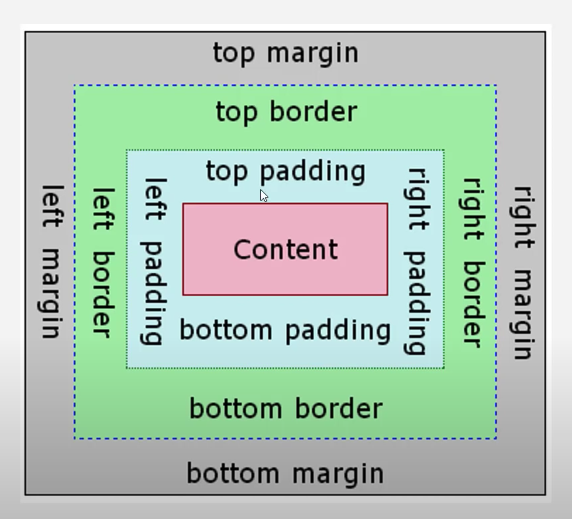 top margin
top border
top padding
left margin
left border
left padding
Content
right padding
right border
right margin
bottom padding
bottom border
bottom margin